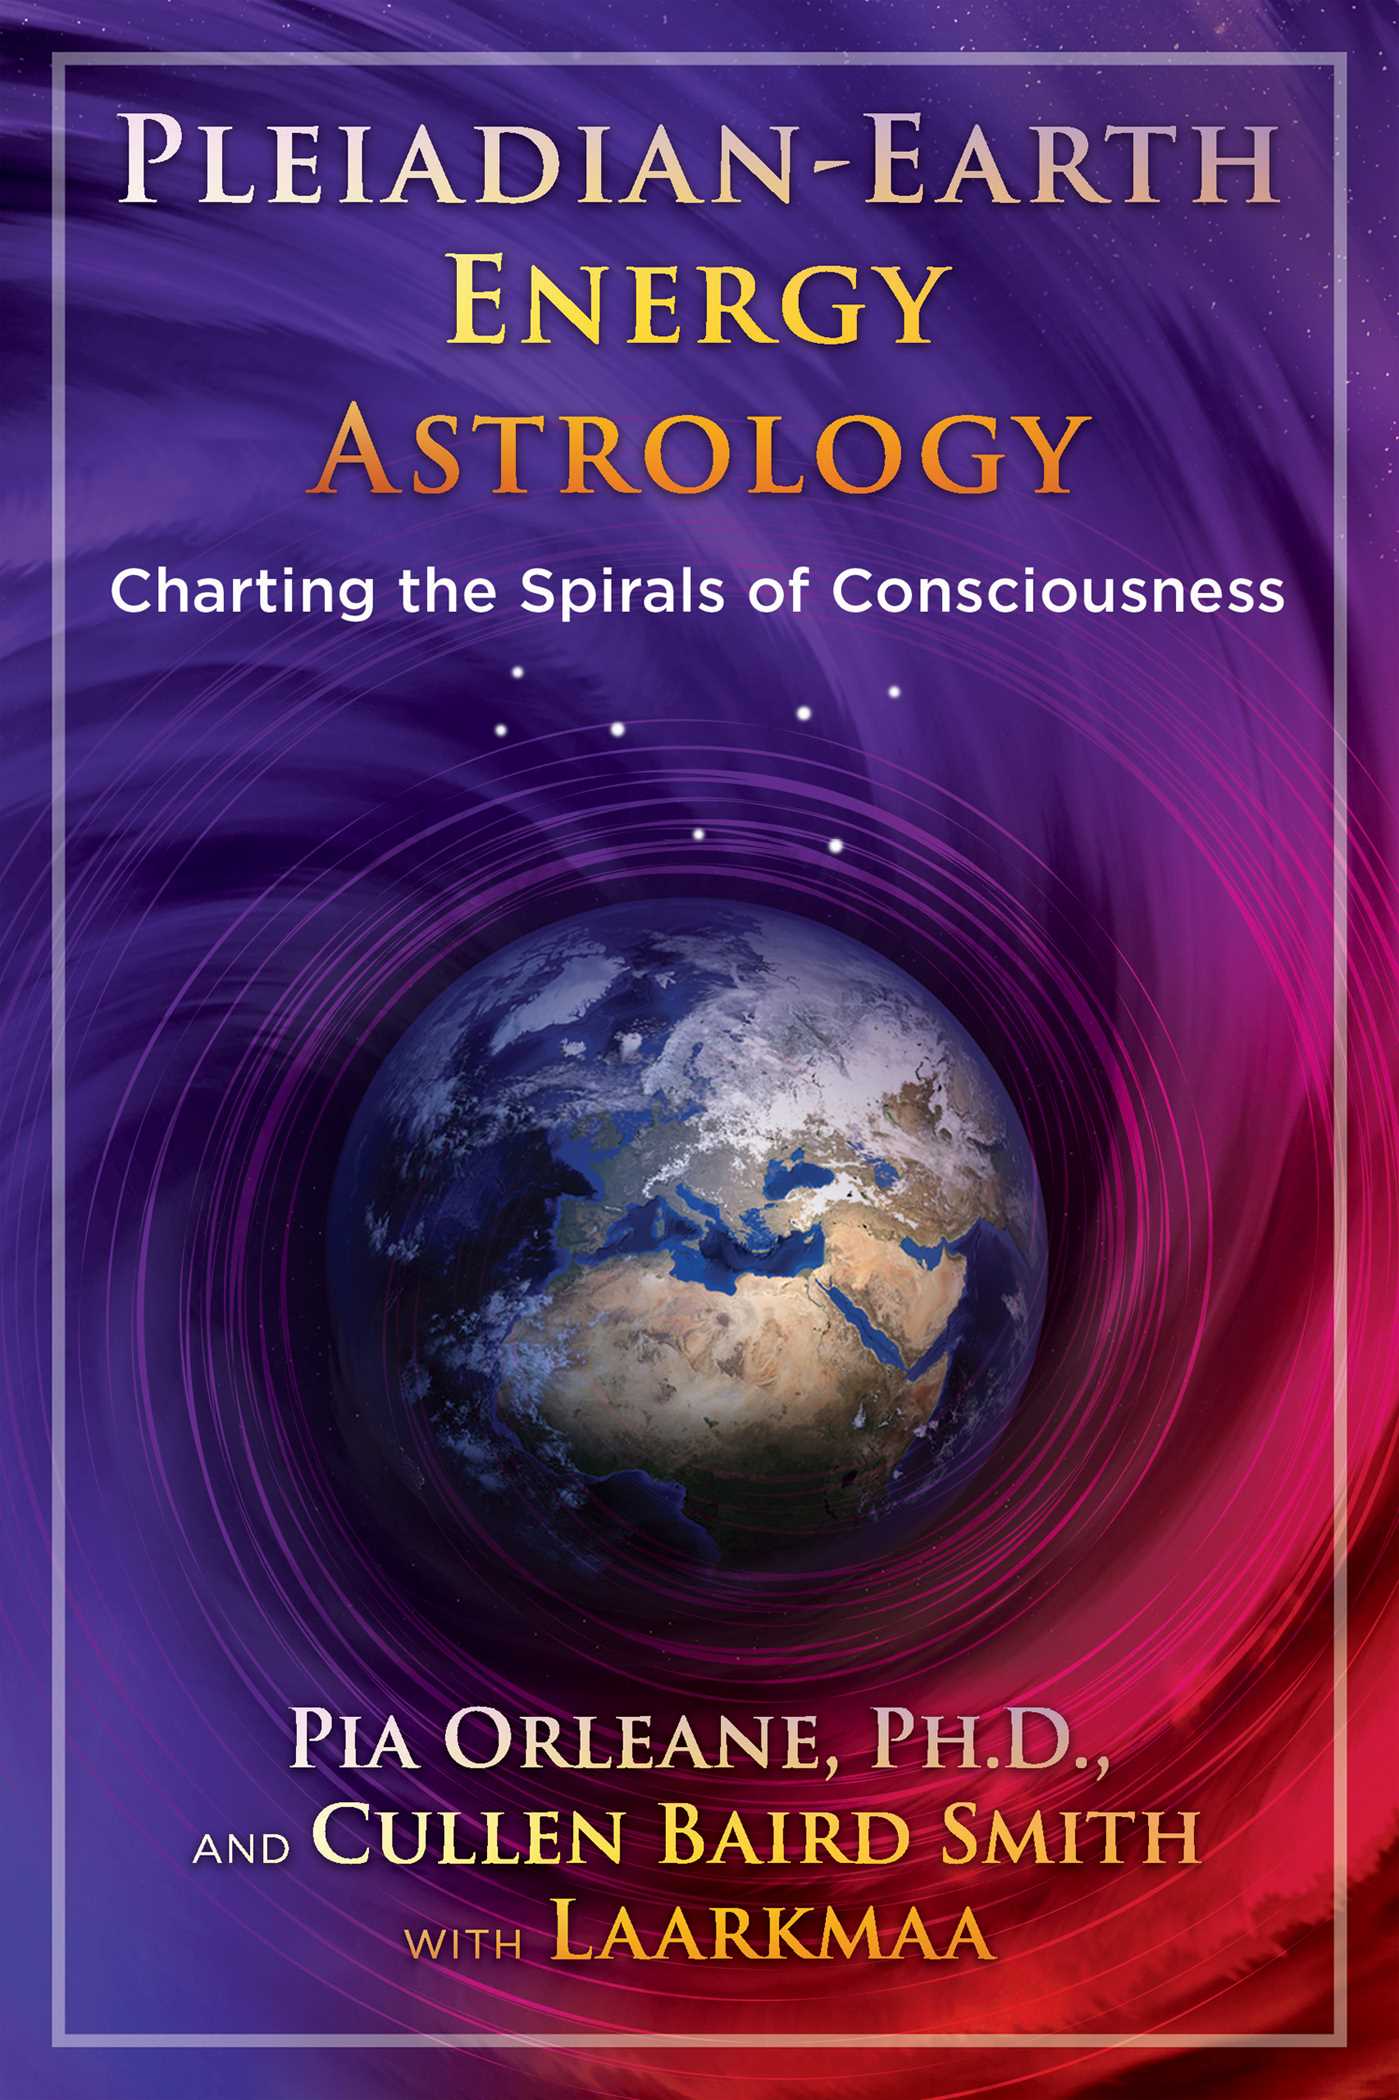 PLEIADIAN-EARTH
ENERGY
ASTROLOGY
Charting the Spirals of Consciousness
PIA ORLEANE, PH.D.,
AND CULLEN BAIRD SMITH
WITH LAARKMAA